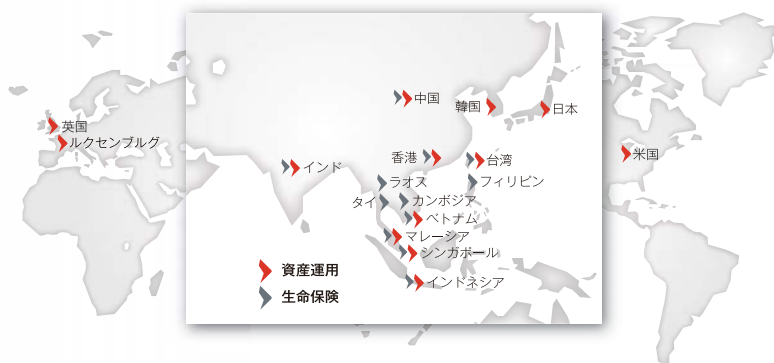 英国
ルクセンブルグ
中国
韓国
日本
香港
台湾
米国
インド
ラオス
フィリピン
タイ
カンボジア
ベトナム
マレーシア
シンガポール
インドネシア
資産運用
生命保険